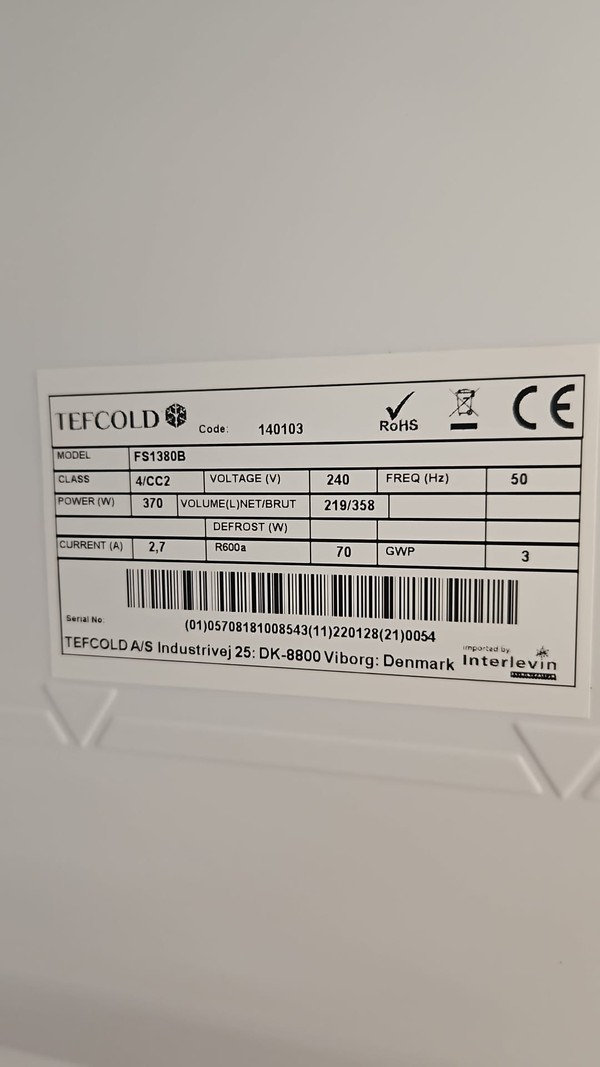 TEFCOLD Code: 140103 RoHS CE
MODEL FS1380B
CLASS 4/CC2 VOLTAGE (V) 240 FREQ (Hz) 50
POWER (W) 370 VOLUME(L)NET/BRUT 219/358
DEFROST (W)
CURRENT (A) 2,7 R600a 70 GWP 3
Serial No: (01)05708181008543(11)220128(21)0054
TEFCOLD A/S Industrivej 25: DK-8800 Viborg: Denmark
imported by
Interlevin